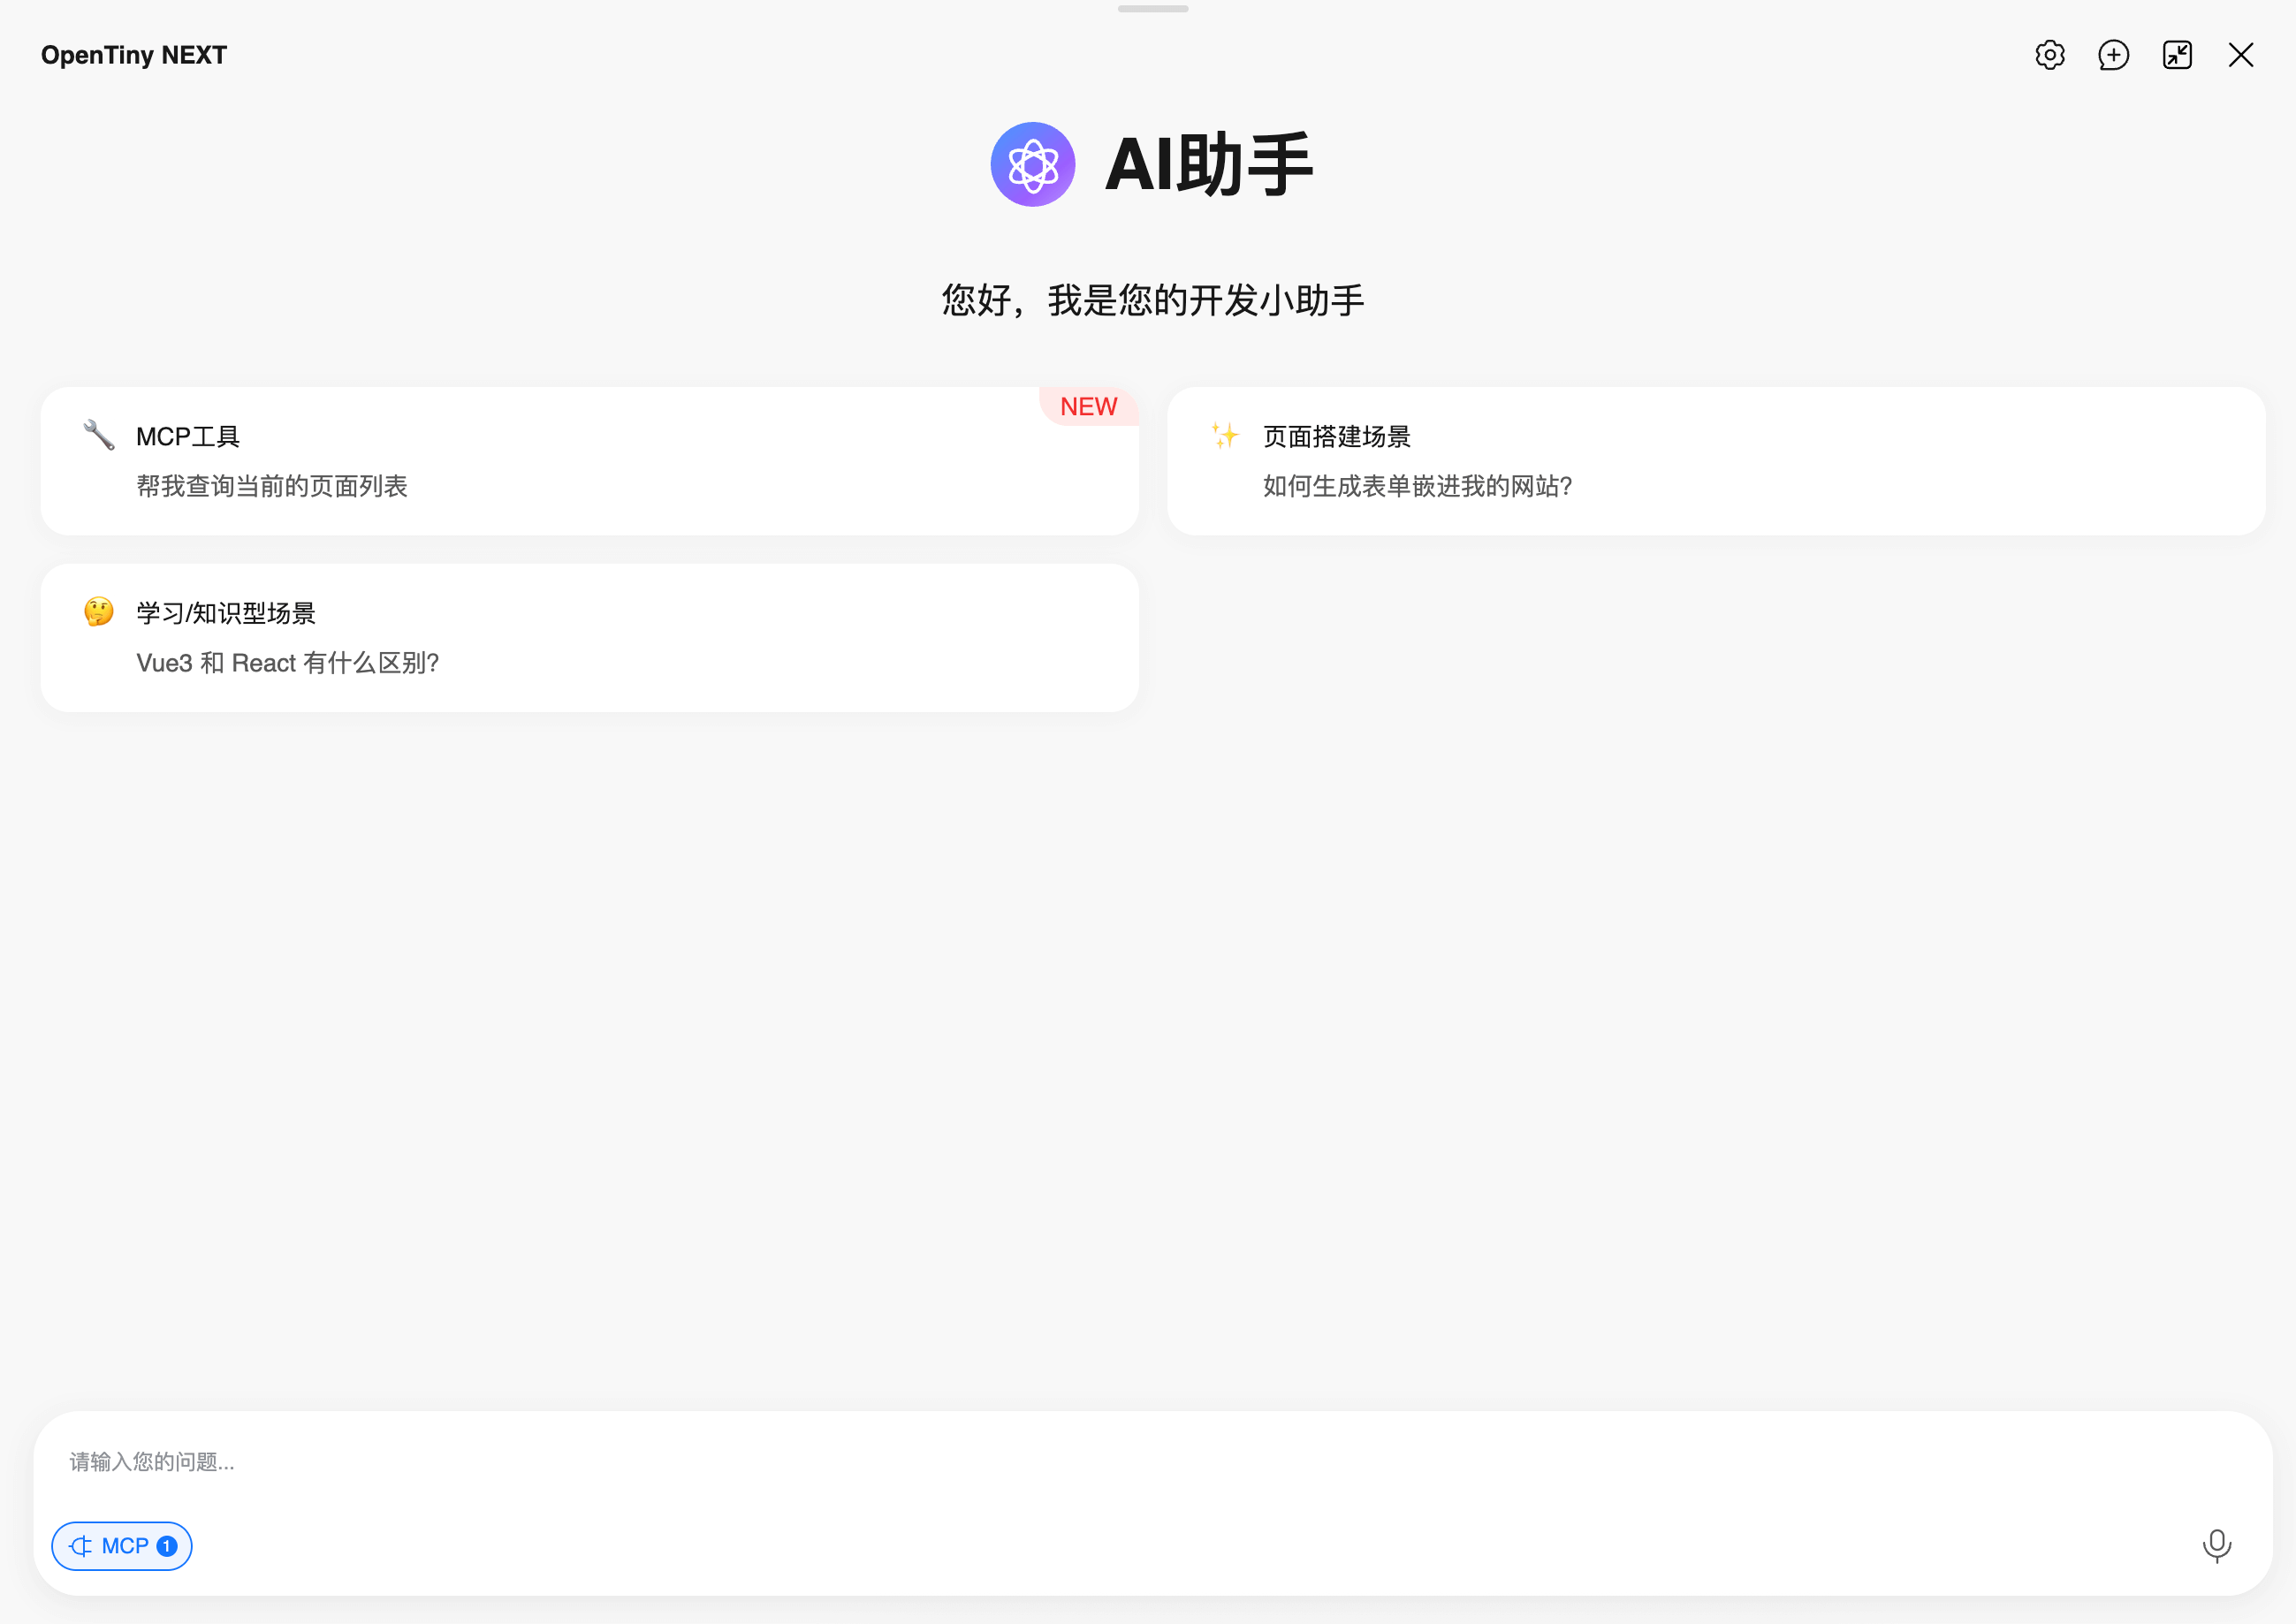 OpenTiny NEXT
AI助手
您好，我是您的开发小助手
NEW
MCP工具
帮我查询当前的页面列表
页面搭建场景
如何生成表单嵌进我的网站?
学习/知识型场景
Vue3 和 React 有什么区别?
请输入您的问题...
MCP 1